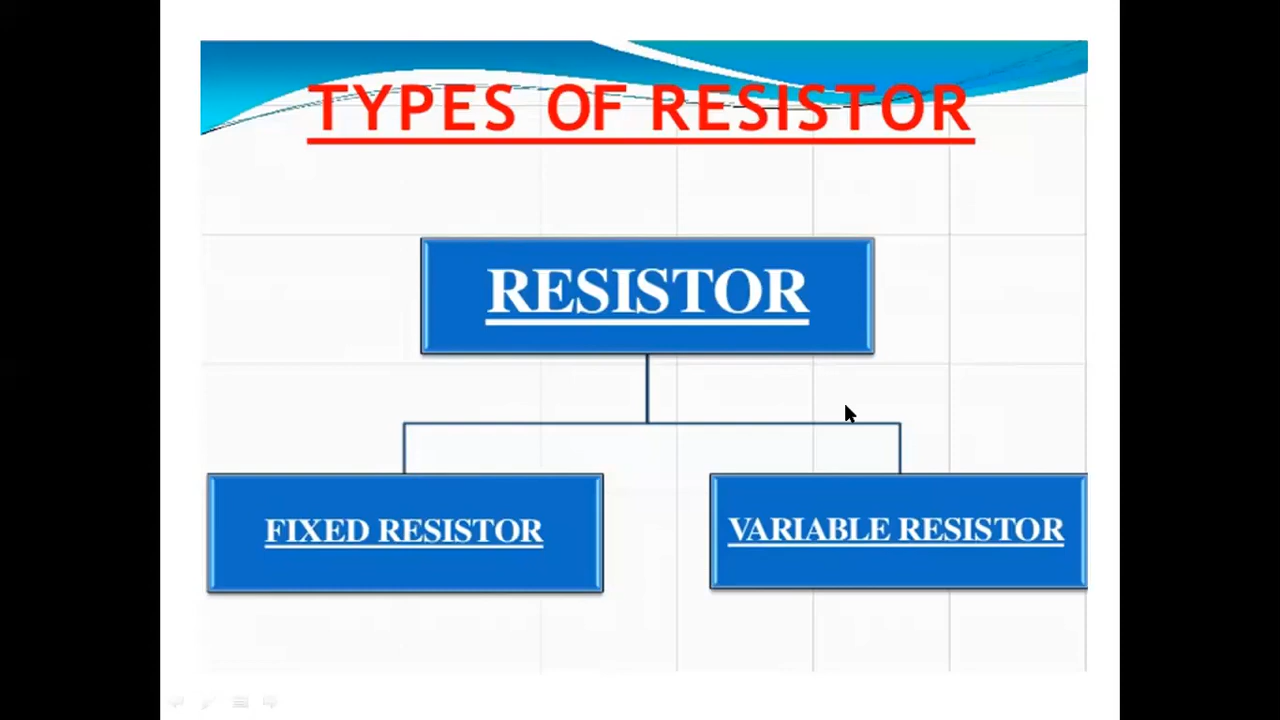 TYPES OF RESISTOR
RESISTOR
FIXED RESISTOR
VARIABLE RESISTOR